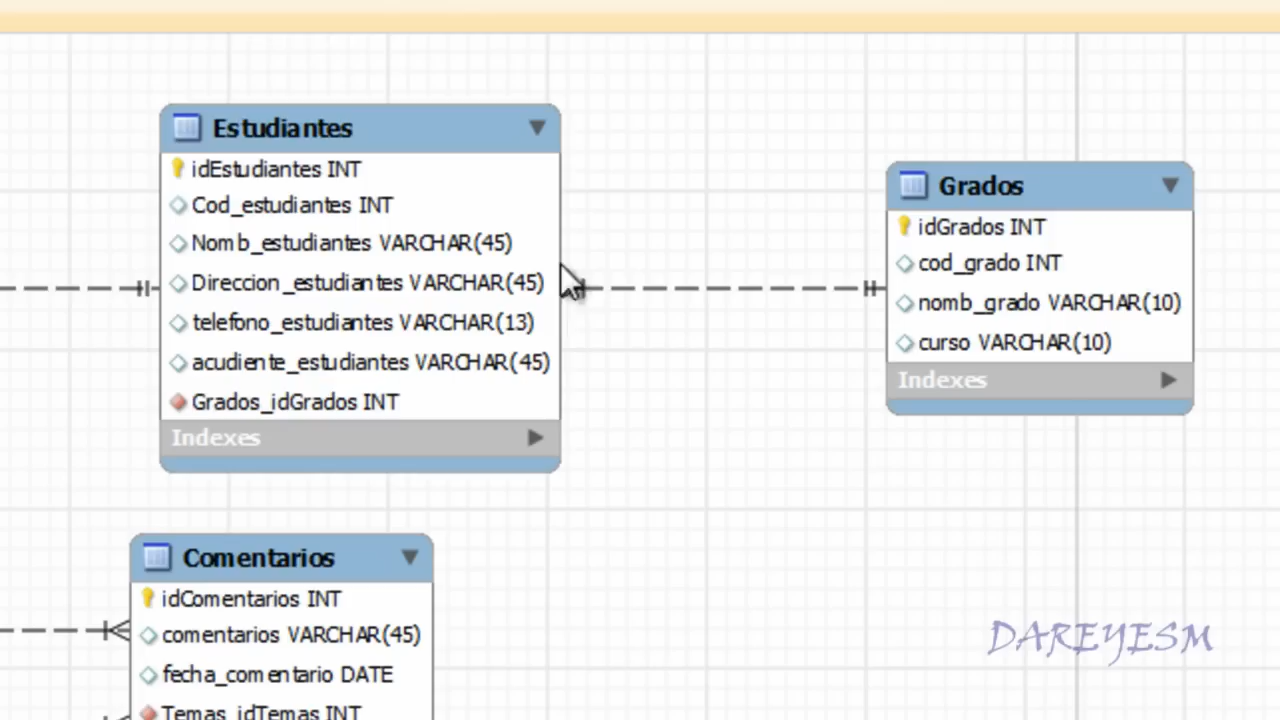 Estudiantes
idEstudiantes INT
Cod_estudiantes INT
Nomb_estudiantes VARCHAR(45)
Direccion_estudiantes VARCHAR(45)
telefono_estudiantes VARCHAR(13)
acudiente_estudiantes VARCHAR(45)
Grados_idGrados INT
Indexes
Grados
idGrados INT
cod_grado INT
nomb_grado VARCHAR(10)
curso VARCHAR(10)
Indexes
Comentarios
idComentarios INT
comentarios VARCHAR(45)
fecha_comentario DATE
Temas_idTemas INT
DAREYESM